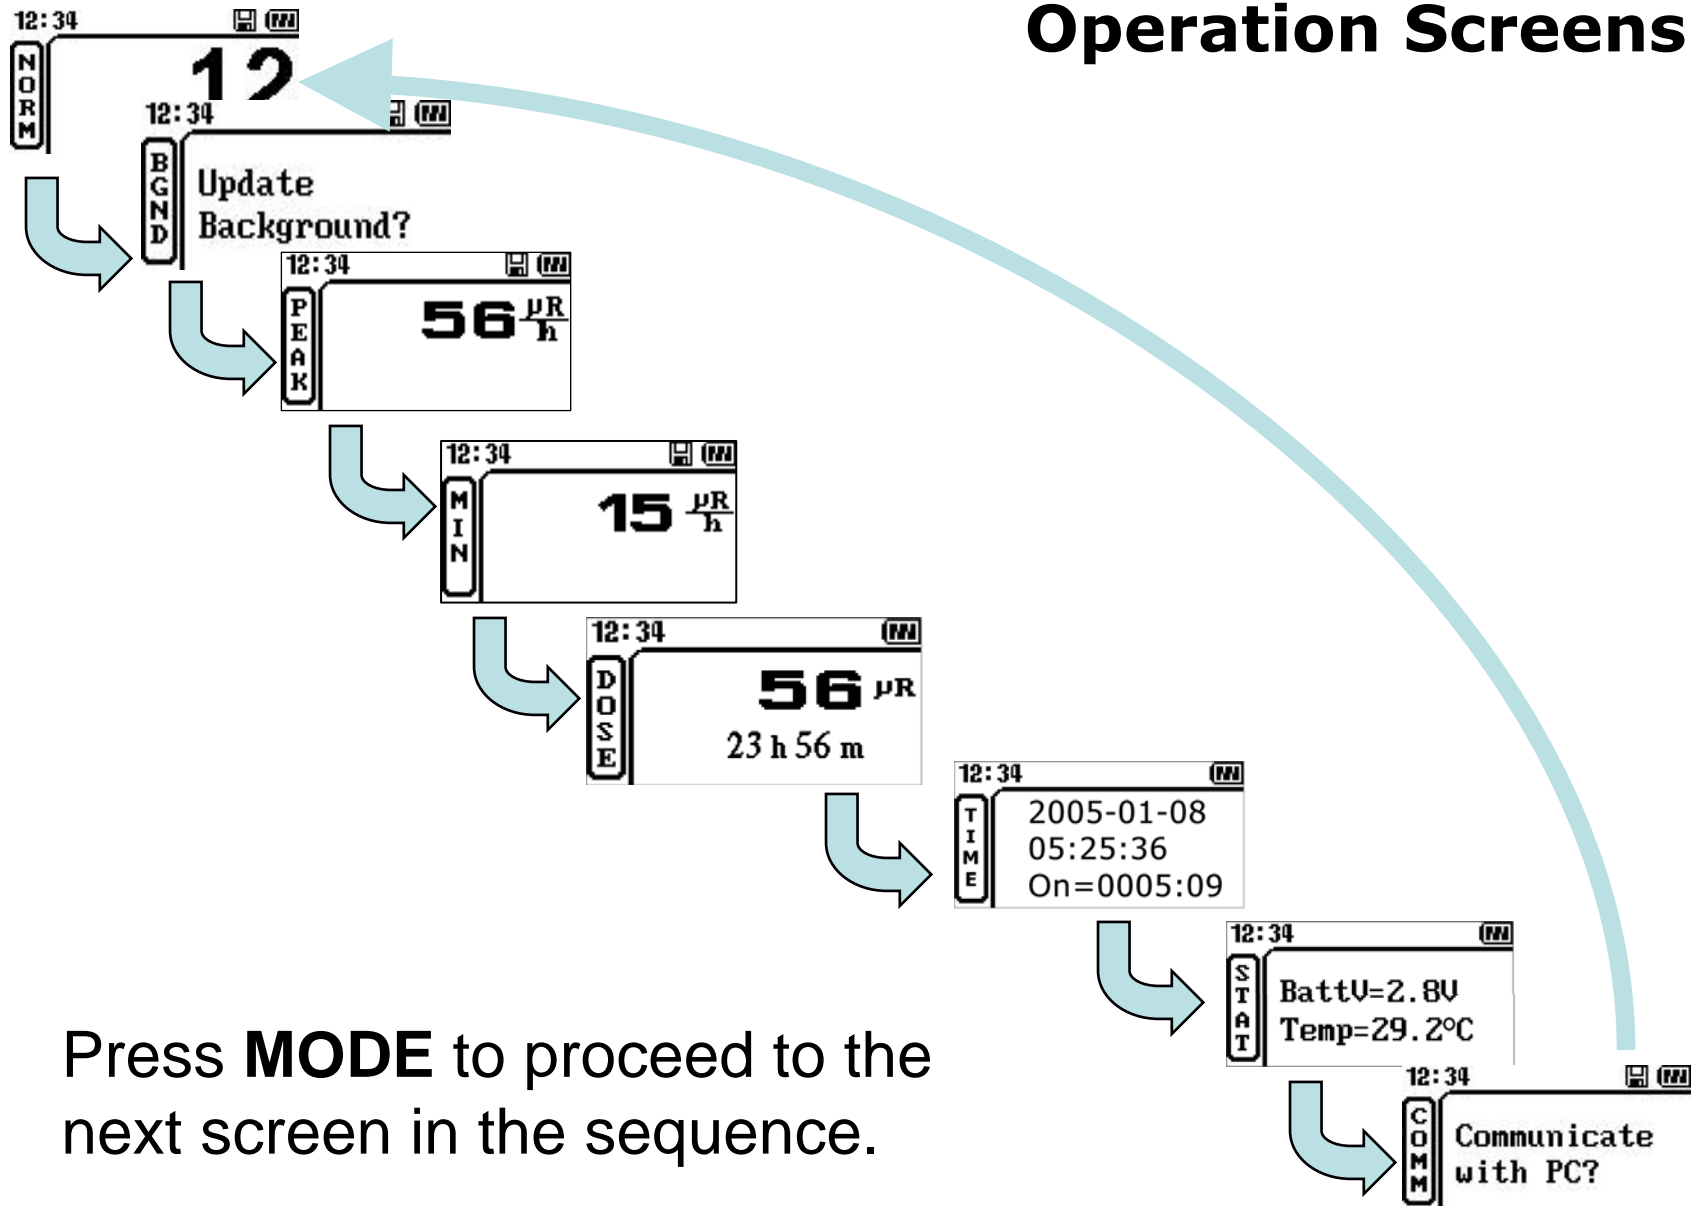 Operation Screens
12:34
NORM
12
12:34
BGND
Update
Background?
12:34
PEAK
56 µR/h
12:34
MIN
15 µR/h
12:34
DOSE
56 µR
23 h 56 m
12:34
TIME
2005-01-08
05:25:36
On=0005:09
12:34
STAT
BattV=2.8V
Temp=29.2°C
12:34
COMM
Communicate
with PC?
Press MODE to proceed to the
next screen in the sequence.